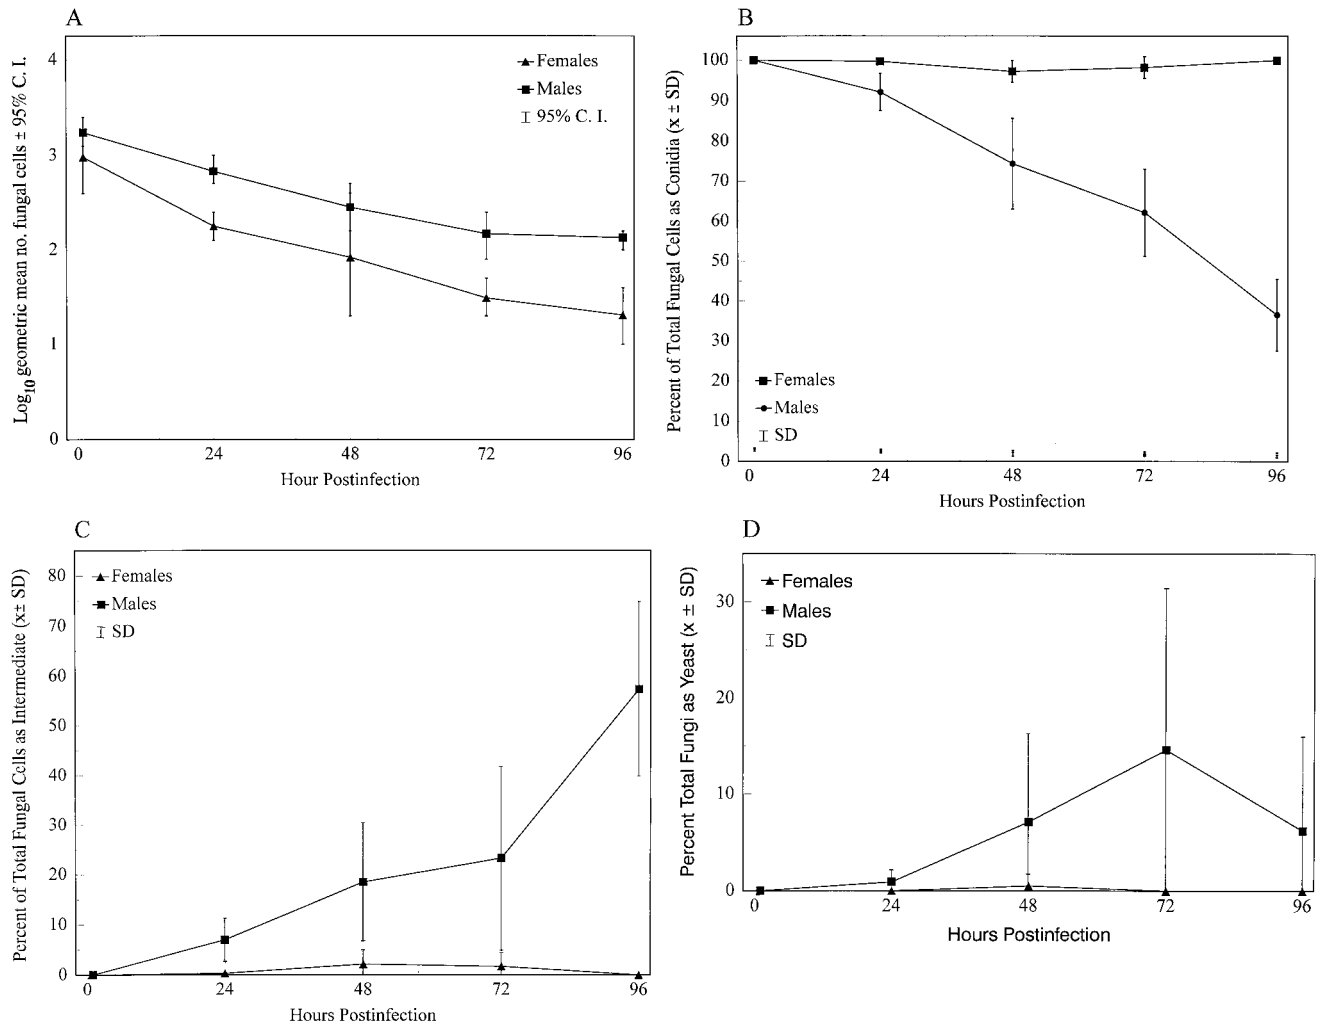 A
Log10 geometric mean no. fungal cells ± 95% C. I.
4
3
2
1
0
Females
Males
95% C. I.
0 24 48 72 96
Hour Postinfection
B
Percent of Total Fungal Cells as Conidia (x ± SD)
100
90
80
70
60
50
40
30
20
10
0
Females
Males
SD
0 24 48 72 96
Hours Postinfection
C
Percent of Total Fungal Cells as Intermediate (x± SD)
80
70
60
50
40
30
20
10
0
Females
Males
SD
0 24 48 72 96
Hours Postinfection
D
Percent Total Fungi as Yeast (x ± SD)
30
20
10
0
Females
Males
SD
0 24 48 72 96
Hours Postinfection